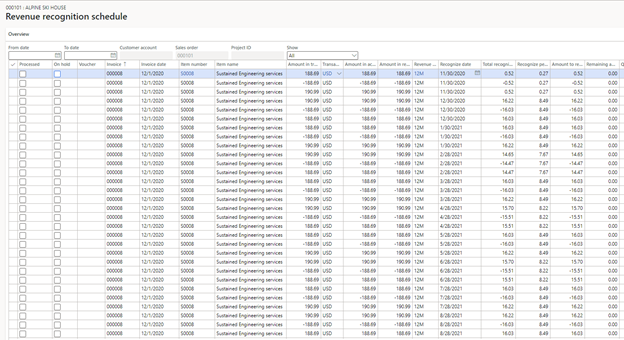 000101 : ALPINE SKI HOUSE
Revenue recognition schedule
Overview
From date To date Customer account Sales order Project ID Show
000101 All
Processed On hold Voucher Invoice ↑ Invoice date Item number Item name Amount in tr... Transa... Amount in ac... Amount in re... Revenue ... Recognize date Total recogni... Recognize pe... Amount to re... Remaining a...
000008 12/1/2020 S0008 Sustained Engineering services 188.69 USD 188.69 188.69 12M 11/30/2020 0.52 0.27 0.52 0.00
000008 12/1/2020 S0008 Sustained Engineering services -188.69 USD -188.69 -188.69 12M 11/30/2020 -0.52 0.27 -0.52 0.00
000008 12/1/2020 S0008 Sustained Engineering services 190.99 USD 190.99 190.99 12M 11/30/2020 0.52 0.27 0.52 0.00
000008 12/1/2020 S0008 Sustained Engineering services 190.99 USD 190.99 190.99 12M 12/30/2020 16.22 8.49 16.22 0.00
000008 12/1/2020 S0008 Sustained Engineering services -188.69 USD -188.69 -188.69 12M 12/30/2020 -16.03 8.49 -16.03 0.00
000008 12/1/2020 S0008 Sustained Engineering services 188.69 USD 188.69 188.69 12M 12/30/2020 16.03 8.49 16.03 0.00
000008 12/1/2020 S0008 Sustained Engineering services 188.69 USD 188.69 188.69 12M 1/30/2021 16.03 8.49 16.03 0.00
000008 12/1/2020 S0008 Sustained Engineering services -188.69 USD -188.69 -188.69 12M 1/30/2021 -16.03 8.49 -16.03 0.00
000008 12/1/2020 S0008 Sustained Engineering services 190.99 USD 190.99 190.99 12M 1/30/2021 16.22 8.49 16.22 0.00
000008 12/1/2020 S0008 Sustained Engineering services 190.99 USD 190.99 190.99 12M 2/28/2021 14.65 7.67 14.65 0.00
000008 12/1/2020 S0008 Sustained Engineering services -188.69 USD -188.69 -188.69 12M 2/28/2021 -14.47 7.67 -14.47 0.00
000008 12/1/2020 S0008 Sustained Engineering services 188.69 USD 188.69 188.69 12M 2/28/2021 14.47 7.67 14.47 0.00
000008 12/1/2020 S0008 Sustained Engineering services 188.69 USD 188.69 188.69 12M 3/28/2021 16.03 8.49 16.03 0.00
000008 12/1/2020 S0008 Sustained Engineering services -188.69 USD -188.69 -188.69 12M 3/28/2021 -16.03 8.49 -16.03 0.00
000008 12/1/2020 S0008 Sustained Engineering services 190.99 USD 190.99 190.99 12M 3/28/2021 16.22 8.49 16.22 0.00
000008 12/1/2020 S0008 Sustained Engineering services 190.99 USD 190.99 190.99 12M 4/28/2021 15.70 8.22 15.70 0.00
000008 12/1/2020 S0008 Sustained Engineering services -188.69 USD -188.69 -188.69 12M 4/28/2021 -15.51 8.22 -15.51 0.00
000008 12/1/2020 S0008 Sustained Engineering services 188.69 USD 188.69 188.69 12M 4/28/2021 15.51 8.22 15.51 0.00
000008 12/1/2020 S0008 Sustained Engineering services 188.69 USD 188.69 188.69 12M 5/28/2021 16.03 8.49 16.03 0.00
000008 12/1/2020 S0008 Sustained Engineering services -188.69 USD -188.69 -188.69 12M 5/28/2021 -16.03 8.49 -16.03 0.00
000008 12/1/2020 S0008 Sustained Engineering services 190.99 USD 190.99 190.99 12M 5/28/2021 16.22 8.49 16.22 0.00
000008 12/1/2020 S0008 Sustained Engineering services 190.99 USD 190.99 190.99 12M 6/28/2021 15.70 8.22 15.70 0.00
000008 12/1/2020 S0008 Sustained Engineering services -188.69 USD -188.69 -188.69 12M 6/28/2021 -15.51 8.22 -15.51 0.00
000008 12/1/2020 S0008 Sustained Engineering services 188.69 USD 188.69 188.69 12M 6/28/2021 15.51 8.22 15.51 0.00
000008 12/1/2020 S0008 Sustained Engineering services 188.69 USD 188.69 188.69 12M 7/28/2021 16.03 8.49 16.03 0.00
000008 12/1/2020 S0008 Sustained Engineering services -188.69 USD -188.69 -188.69 12M 7/28/2021 -16.03 8.49 -16.03 0.00
000008 12/1/2020 S0008 Sustained Engineering services 190.99 USD 190.99 190.99 12M 7/28/2021 16.22 8.49 16.22 0.00
000008 12/1/2020 S0008 Sustained Engineering services 190.99 USD 190.99 190.99 12M 8/28/2021 16.22 8.49 16.22 0.00
000008 12/1/2020 S0008 Sustained Engineering services -188.69 USD -188.69 -188.69 12M 8/28/2021 -16.03 8.49 -16.03 0.00
000008 12/1/2020 S0008 Sustained Engineering services 188.69 USD 188.69 188.69 12M 8/28/2021 16.03 8.49 16.03 0.00